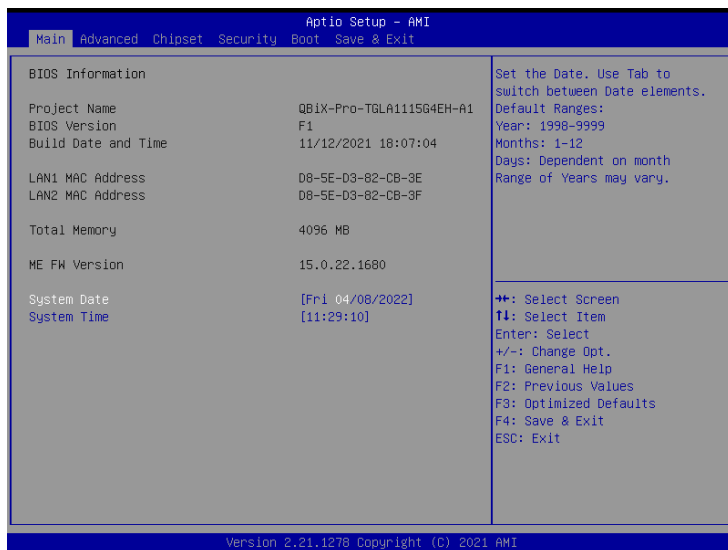 Aptio Setup – AMI
Main Advanced Chipset Security Boot Save & Exit
BIOS Information
Project Name QBiX-Pro-TGLA1115G4EH-A1
BIOS Version F1
Build Date and Time 11/12/2021 18:07:04
LAN1 MAC Address D8-5E-D3-82-CB-3E
LAN2 MAC Address D8-5E-D3-82-CB-3F
Total Memory 4096 MB
ME FW Version 15.0.22.1680
System Date [Fri 04/08/2022]
System Time [11:29:10]
Set the Date. Use Tab to
switch between Date elements.
Default Ranges:
Year: 1998-9999
Months: 1-12
Days: Dependent on month
Range of Years may vary.
→←: Select Screen
↑↓: Select Item
Enter: Select
+/-: Change Opt.
F1: General Help
F2: Previous Values
F3: Optimized Defaults
F4: Save & Exit
ESC: Exit
Version 2.21.1278 Copyright (C) 2021 AMI